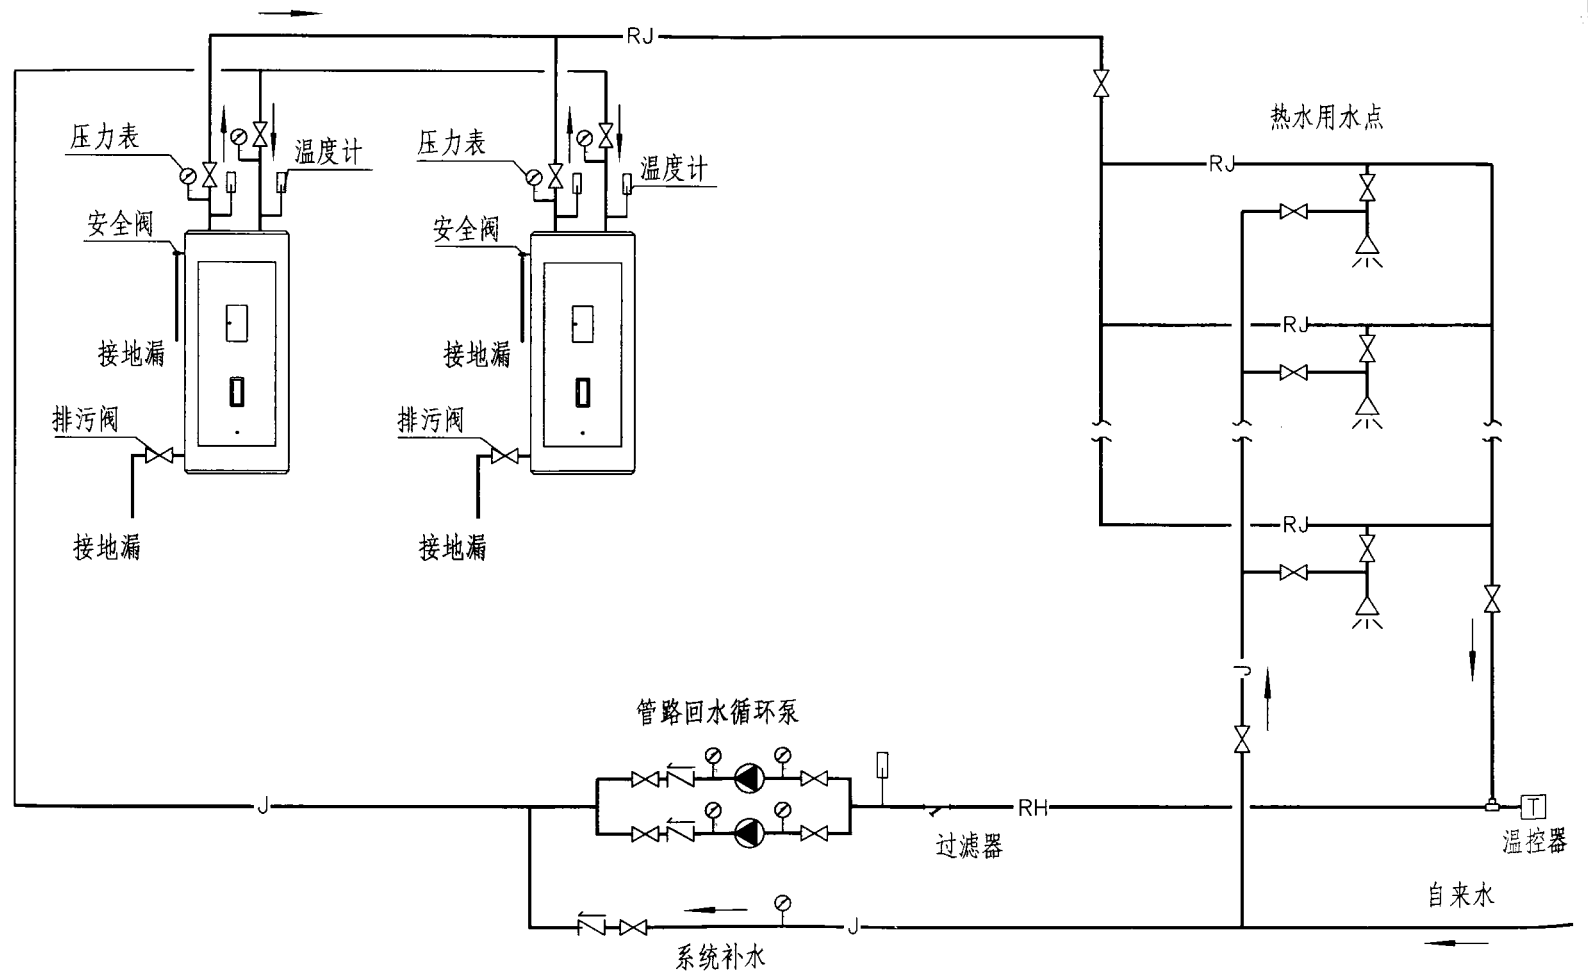 RJ
热水用水点
压力表
温度计
压力表
温度计
RJ
安全阀
安全阀
RJ
接地漏
接地漏
排污阀
排污阀
RJ
接地漏
接地漏
J
管路回水循环泵
J
RH
T
过滤器
温控器
自来水
J
系统补水